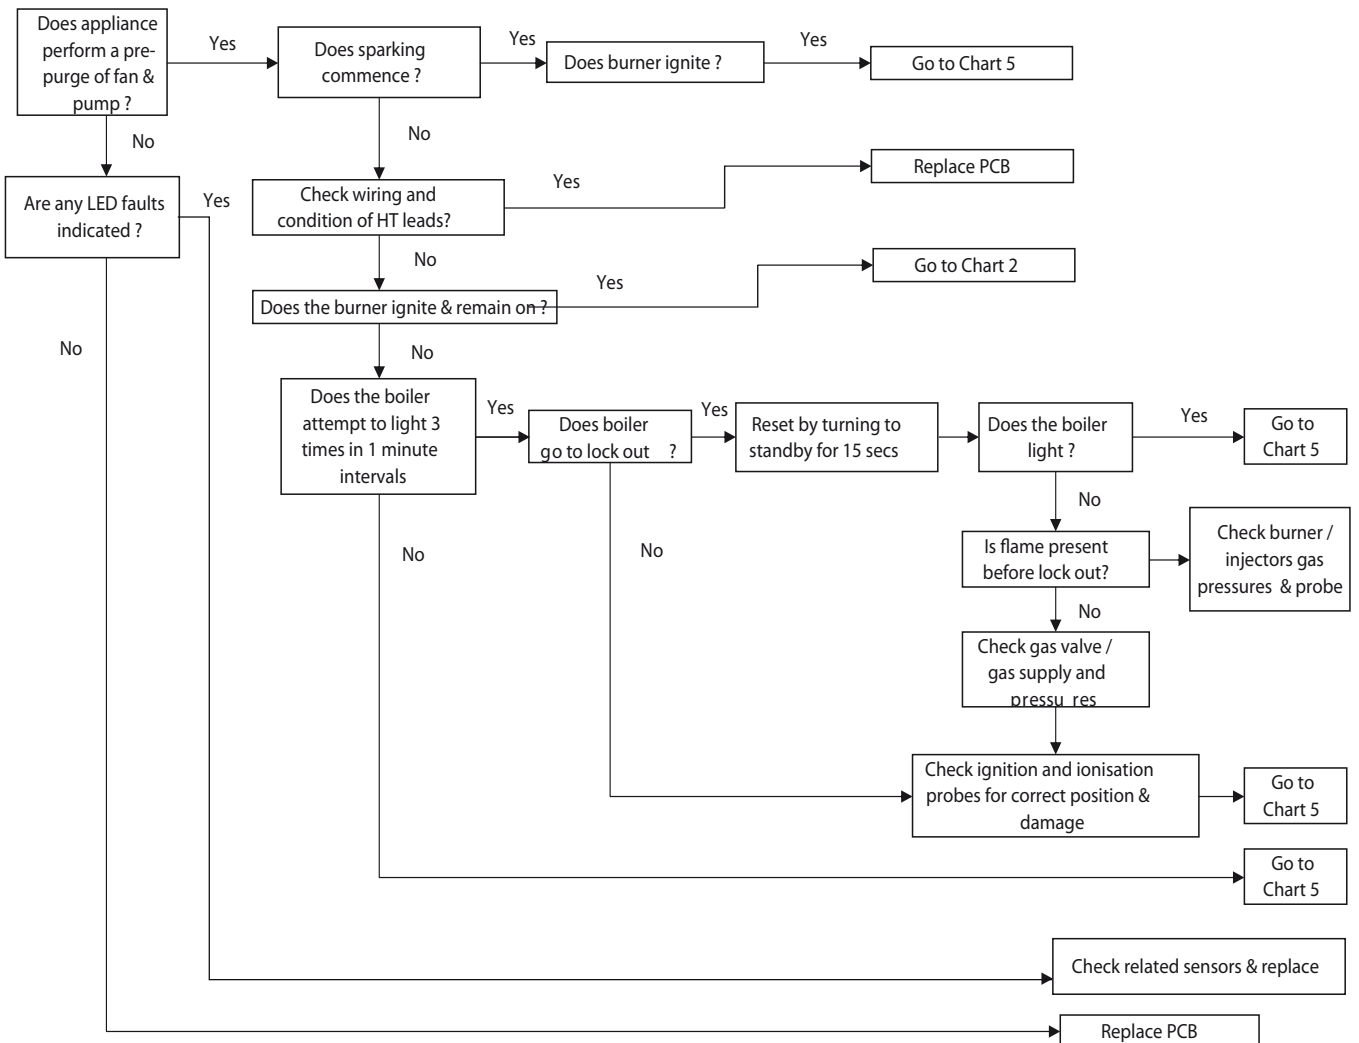 Does appliance
perform a pre-
purge of fan &
pump ?
Yes
Does sparking
commence ?
Yes
Does burner ignite ?
Yes
Go to Chart 5
No
No
Are any LED faults
indicated ?
Yes
Check wiring and
condition of HT leads?
Yes
Replace PCB
No
Does the burner ignite & remain on ?
Yes
Go to Chart 2
No
No
Does the boiler
attempt to light 3
times in 1 minute
intervals
Yes
Does boiler
go to lock out ?
Yes
Reset by turning to
standby for 15 secs
Does the boiler
light ?
Yes
Go to
Chart 5
No
No
No
Is flame present
before lock out?
Check burner /
injectors gas
pressures & probe
No
Check gas valve /
gas supply and
pressu res
Check ignition and ionisation
probes for correct position &
damage
Go to
Chart 5
Go to
Chart 5
Check related sensors & replace
Replace PCB